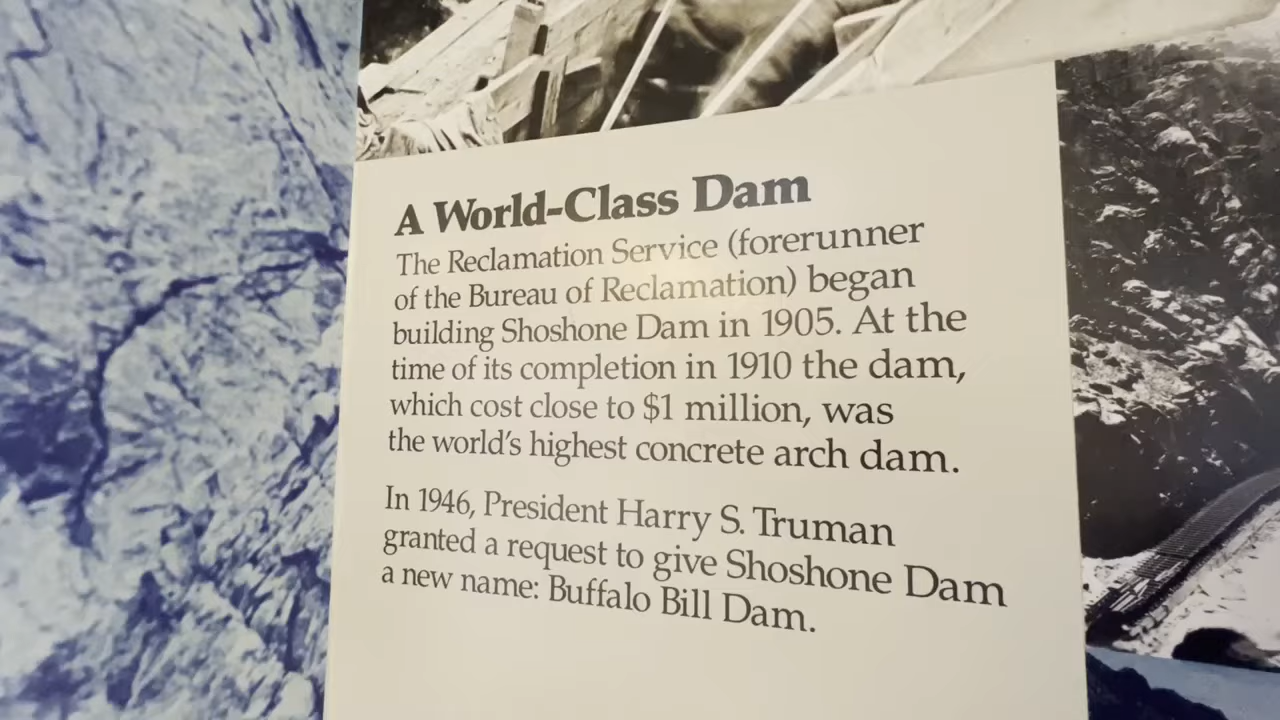 A World-Class Dam
The Reclamation Service (forerunner
of the Bureau of Reclamation) began
building Shoshone Dam in 1905. At the
time of its completion in 1910 the dam,
which cost close to $1 million, was
the world's highest concrete arch dam.
In 1946, President Harry S. Truman
granted a request to give Shoshone Dam
a new name: Buffalo Bill Dam.